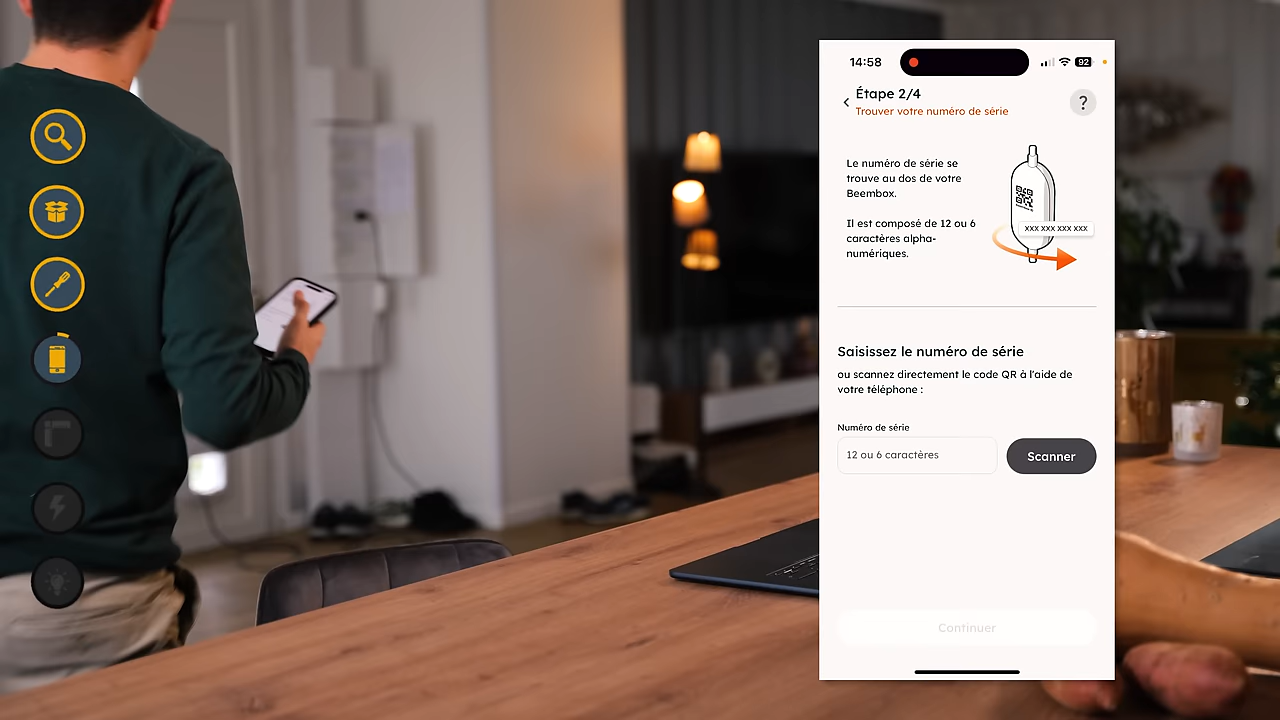 14:58
92
Étape 2/4
Trouver votre numéro de série
?
Le numéro de série se
trouve au dos de votre
Beembox.
Il est composé de 12 ou 6
caractères alpha-
numériques.
XXX XXX XXX XXX
Saisissez le numéro de série
ou scannez directement le code QR à l'aide de
votre téléphone :
Numéro de série
12 ou 6 caractères
Scanner
Continuer